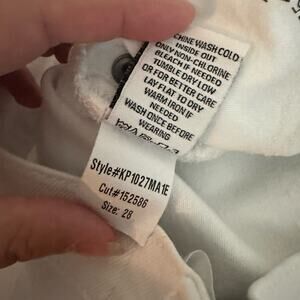 CHINE WASH COLD
INSIDE OUT
ONLY NON-CHLORINE
BLEACH IF NEEDED
TUMBLE DRY LOW
OR FOR BETTER CARE
LAY FLAT TO DRY
WARM IRON IF
NEEDED
WASH ONCE BEFORE
WEARING
Style#KP1027MA1E
Cut#152586
Size: 28